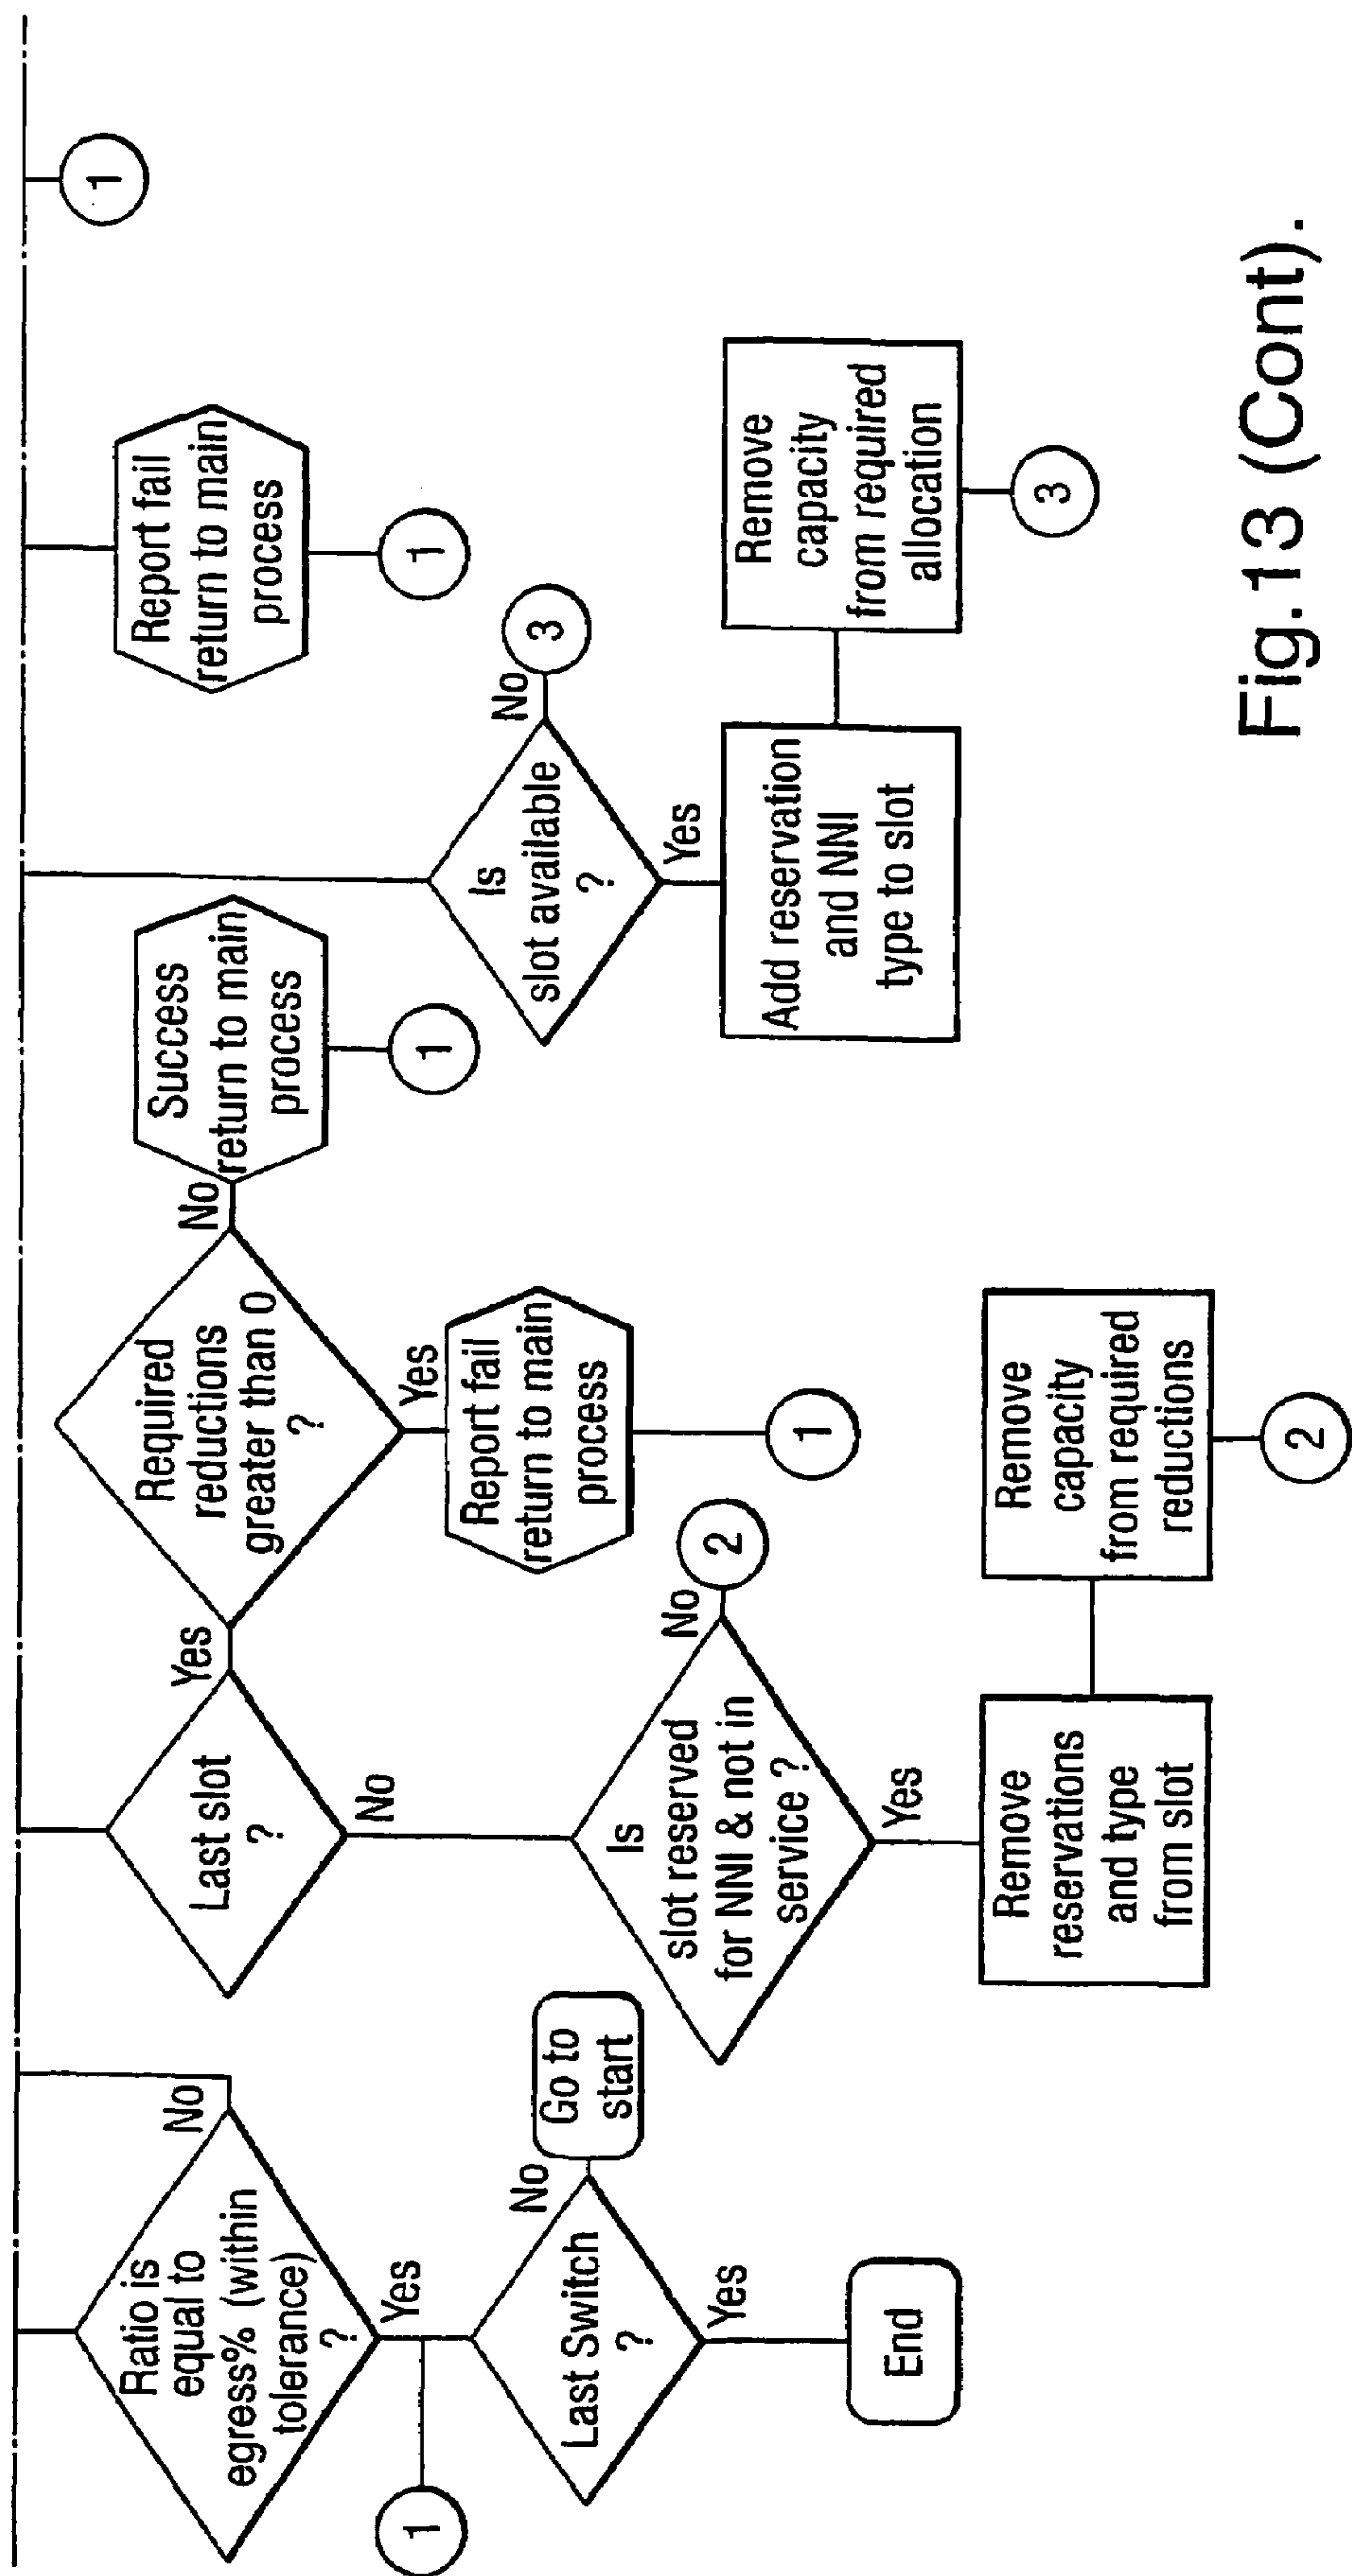 Ratio is
equal to
egress% (within
tolerance)
?
No
Yes
1
Last Switch
?
No
Go to
start
Yes
End
Last slot
?
Yes
No
Required
reductions
greater than 0
?
No
Success
return to main
process
1
Yes
Report fail
return to main
process
1
Is
slot reserved
for NNI & not in
service ?
No
2
Yes
Remove
reservations
and type
from slot
Remove
capacity
from required
reductions
2
Is
slot available
?
No
3
Yes
Add reservation
and NNI
type to slot
Remove
capacity
from required
allocation
3
Report fail
return to main
process
1
1
Fig.13 (Cont).